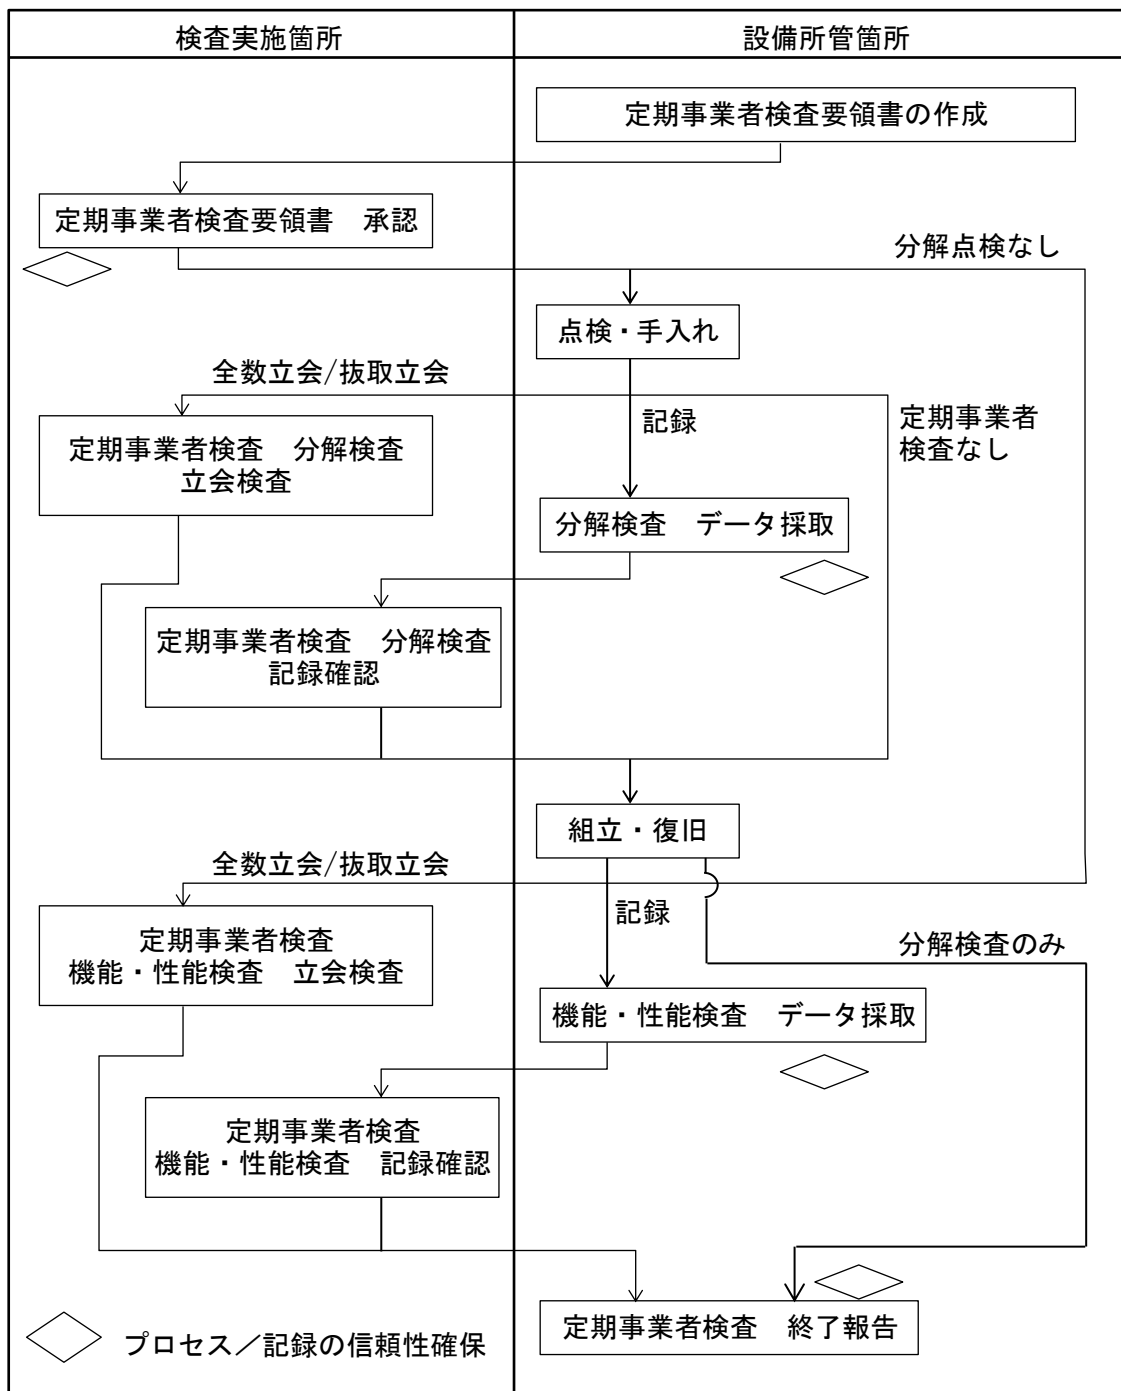 検査実施箇所
設備所管箇所
定期事業者検査要領書の作成
定期事業者検査要領書　承認
分解点検なし
点検・手入れ
全数立会/抜取立会
記録
定期事業者
検査なし
定期事業者検査　分解検査
立会検査
分解検査　データ採取
定期事業者検査　分解検査
記録確認
組立・復旧
全数立会/抜取立会
記録
分解検査のみ
定期事業者検査
機能・性能検査　立会検査
機能・性能検査　データ採取
定期事業者検査
機能・性能検査　記録確認
定期事業者検査　終了報告
プロセス／記録の信頼性確保